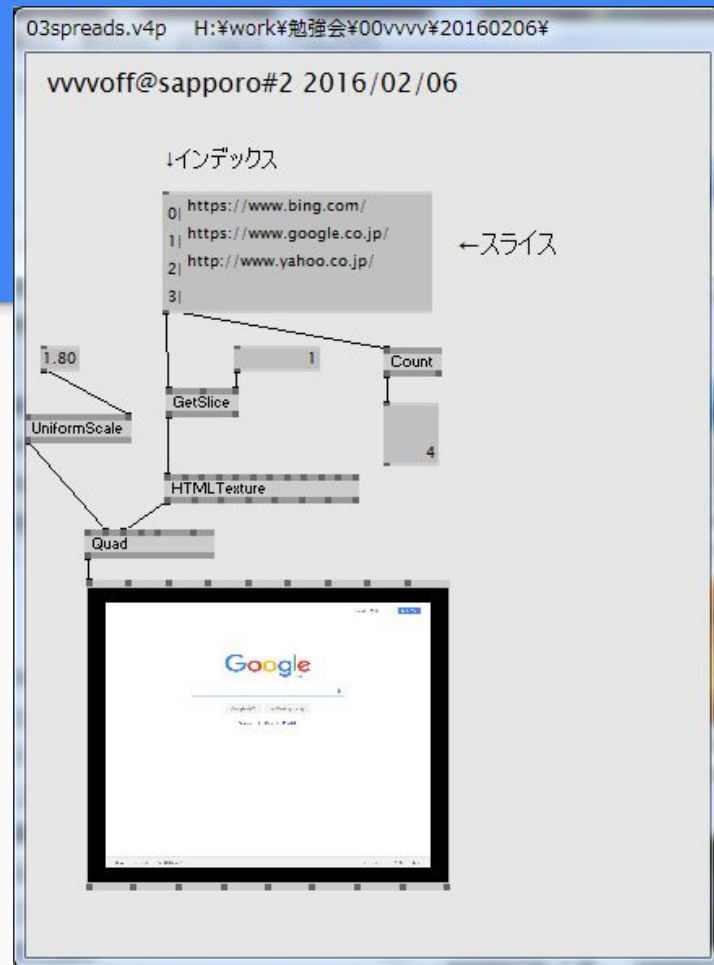 03spreads.v4p H:¥work¥勉強会¥00vvvv¥20160206¥
vvvvoff@sapporo#2 2016/02/06
↓インデックス
0| https://www.bing.com/
1| https://www.google.co.jp/
2| http://www.yahoo.co.jp/
3|
←スライス
1.80
1
Count
GetSlice
UniformScale
4
HTMLTexture
Quad
Google